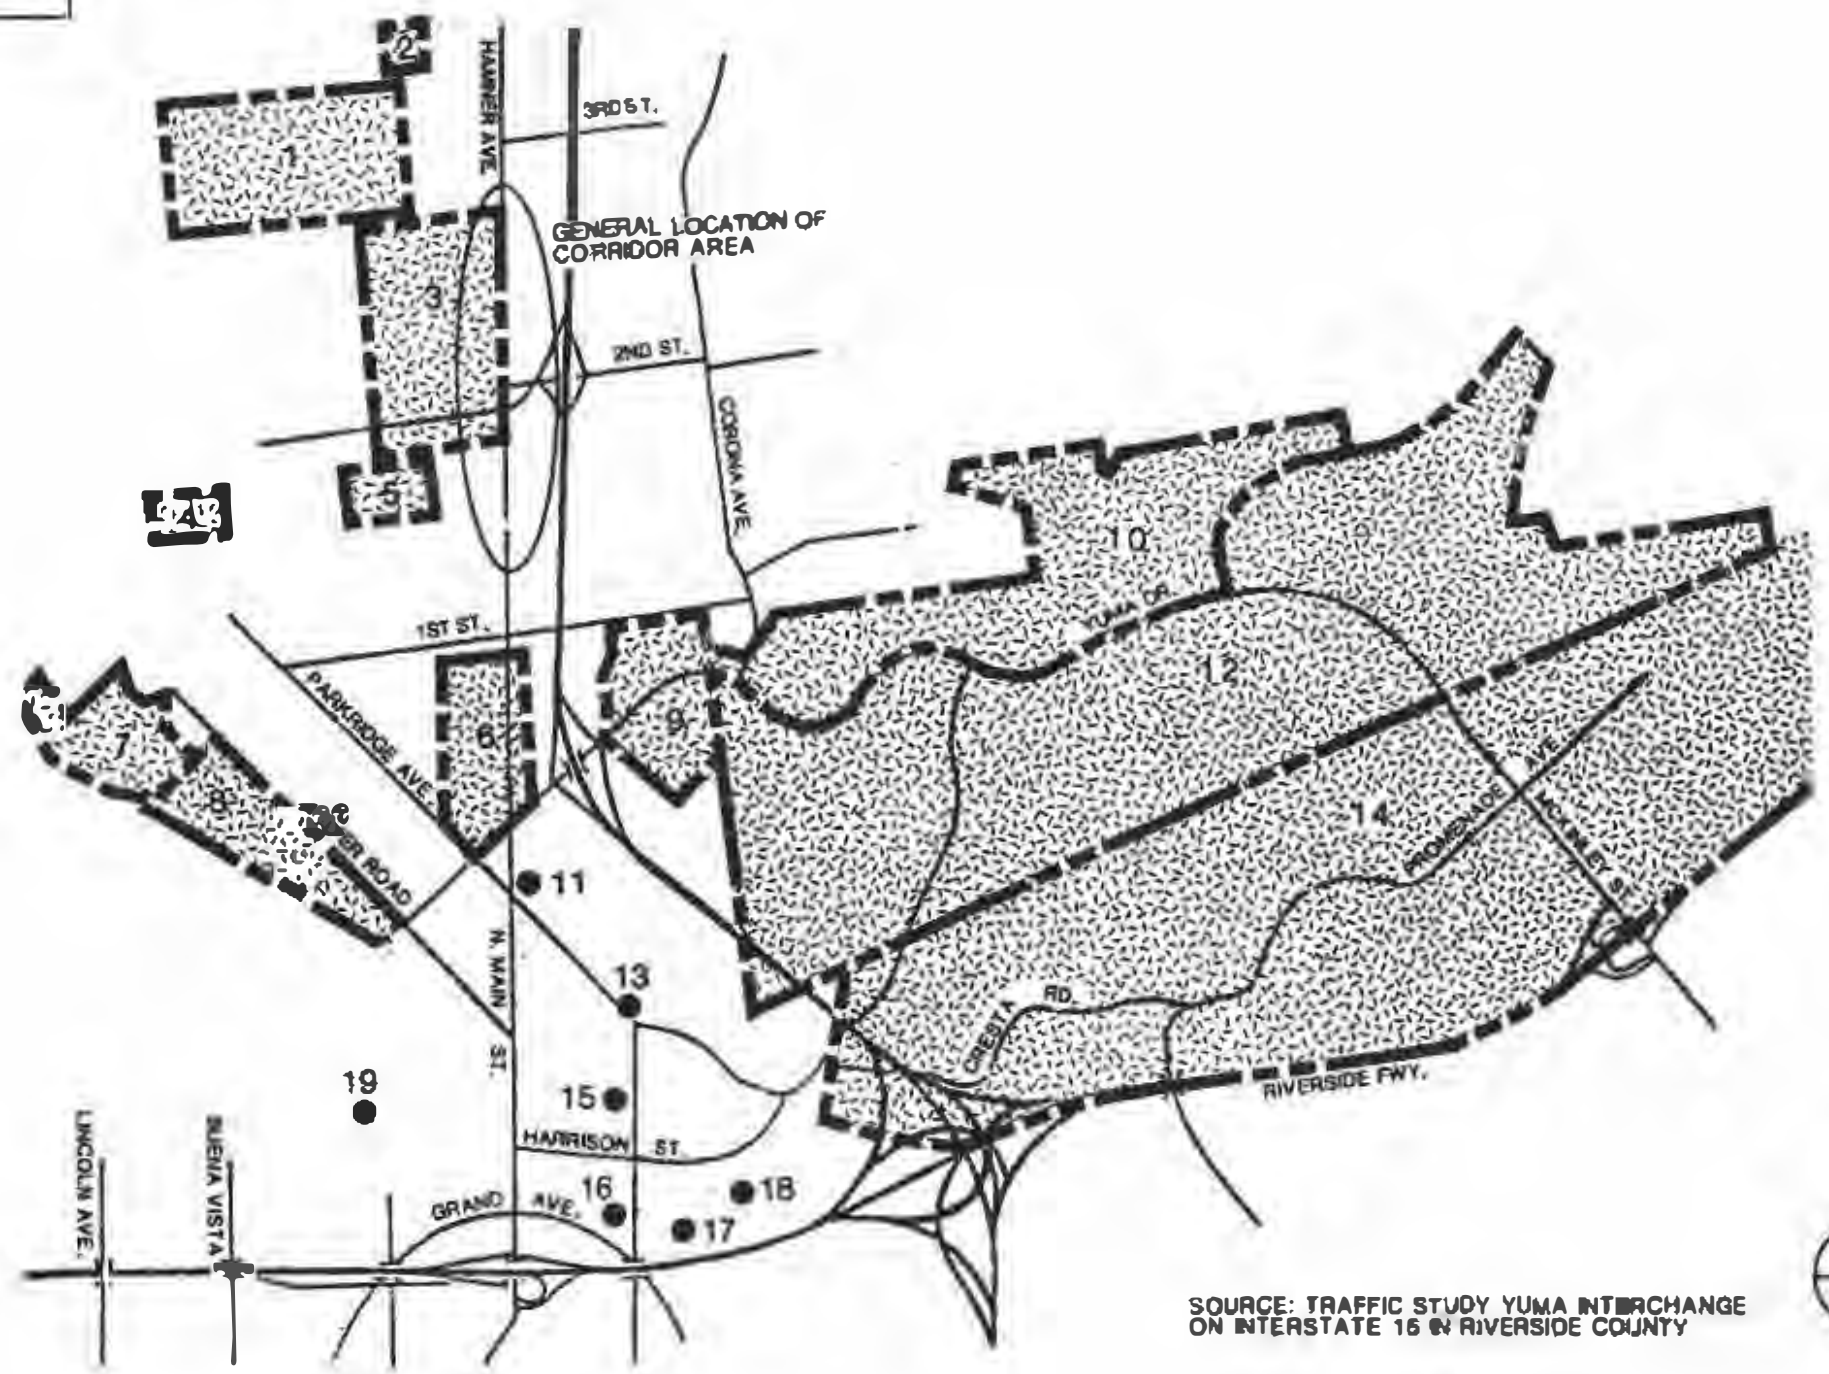 2
HAMNER AVE.
3RD ST.
1
GENERAL LOCATION OF
CORRIDOR AREA
3
2ND ST.
CORONA AVE.
5
10
1ST ST.
DR.
12
PARKRIDGE AVE.
6
9
7
8
14
PROMENADE AVE.
MCKINLEY ST.
ROAD
11
N. MAIN ST.
13
CRESTA RD.
19
15
RIVERSIDE FWY.
HARRISON ST.
LINCOLN AVE.
BUENA VISTA
GRAND AVE.
16
18
17
SOURCE: TRAFFIC STUDY YUMA INTERCHANGE
ON INTERSTATE 15 IN RIVERSIDE COUNTY